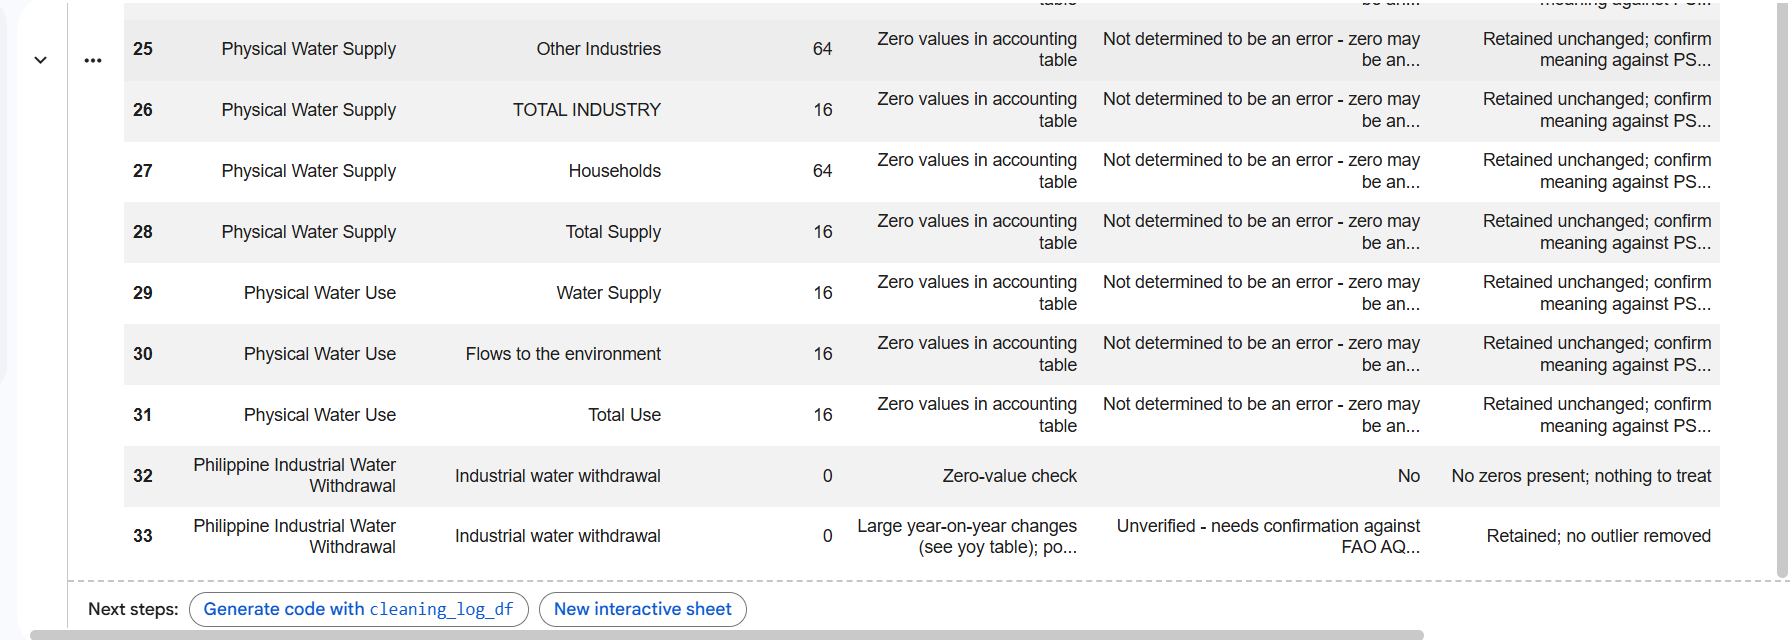 25 Physical Water Supply Other Industries 64 Zero values in accounting table Not determined to be an error - zero may be an... Retained unchanged; confirm meaning against PS...
26 Physical Water Supply TOTAL INDUSTRY 16 Zero values in accounting table Not determined to be an error - zero may be an... Retained unchanged; confirm meaning against PS...
27 Physical Water Supply Households 64 Zero values in accounting table Not determined to be an error - zero may be an... Retained unchanged; confirm meaning against PS...
28 Physical Water Supply Total Supply 16 Zero values in accounting table Not determined to be an error - zero may be an... Retained unchanged; confirm meaning against PS...
29 Physical Water Use Water Supply 16 Zero values in accounting table Not determined to be an error - zero may be an... Retained unchanged; confirm meaning against PS...
30 Physical Water Use Flows to the environment 16 Zero values in accounting table Not determined to be an error - zero may be an... Retained unchanged; confirm meaning against PS...
31 Physical Water Use Total Use 16 Zero values in accounting table Not determined to be an error - zero may be an... Retained unchanged; confirm meaning against PS...
32 Philippine Industrial Water Withdrawal Industrial water withdrawal 0 Zero-value check No No zeros present; nothing to treat
33 Philippine Industrial Water Withdrawal Industrial water withdrawal 0 Large year-on-year changes (see yoy table); po... Unverified - needs confirmation against FAO AQ... Retained; no outlier removed
Next steps: Generate code with cleaning_log_df New interactive sheet